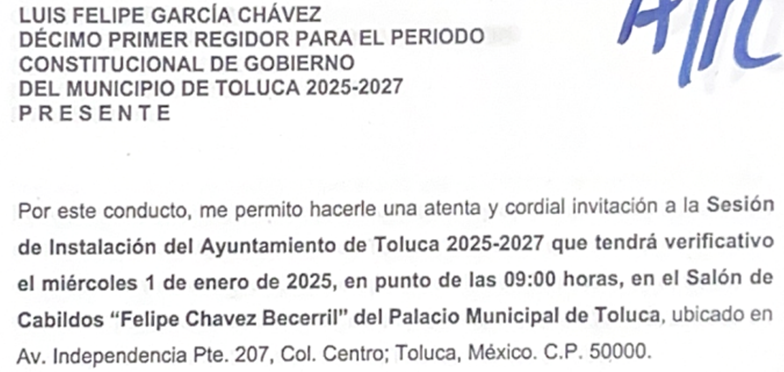 LUIS FELIPE GARCÍA CHÁVEZ
DÉCIMO PRIMER REGIDOR PARA EL PERIODO
CONSTITUCIONAL DE GOBIERNO
DEL MUNICIPIO DE TOLUCA 2025-2027
P R E S E N T E
Por este conducto, me permito hacerle una atenta y cordial invitación a la Sesión
de Instalación del Ayuntamiento de Toluca 2025-2027 que tendrá verificativo
el miércoles 1 de enero de 2025, en punto de las 09:00 horas, en el Salón de
Cabildos “Felipe Chavez Becerril” del Palacio Municipal de Toluca, ubicado en
Av. Independencia Pte. 207, Col. Centro; Toluca, México. C.P. 50000.